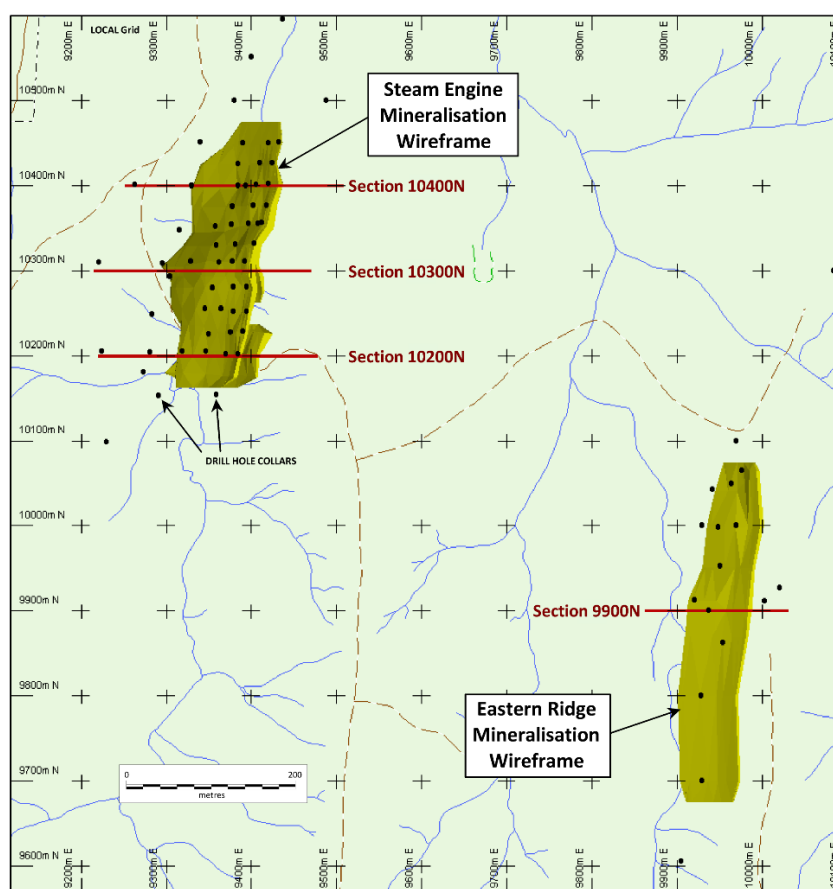 9200m E
9300m E
9400m E
9500m E
9600m E
9700m E
9800m E
9900m E
10000m E
LOCAL Grid
10500m N
Steam Engine
Mineralisation
Wireframe
10400m N
Section 10400N
10300m N
Section 10300N
10200m N
Section 10200N
10100m N
DRILL HOLE COLLARS
10000m N
9900m N
Section 9900N
9800m N
Eastern Ridge
Mineralisation
Wireframe
9700m N
0
200
metres
9600m N
9200m E
9300m E
9400m E
9500m E
9600m E
9700m E
9800m E
9900m E
10000m E